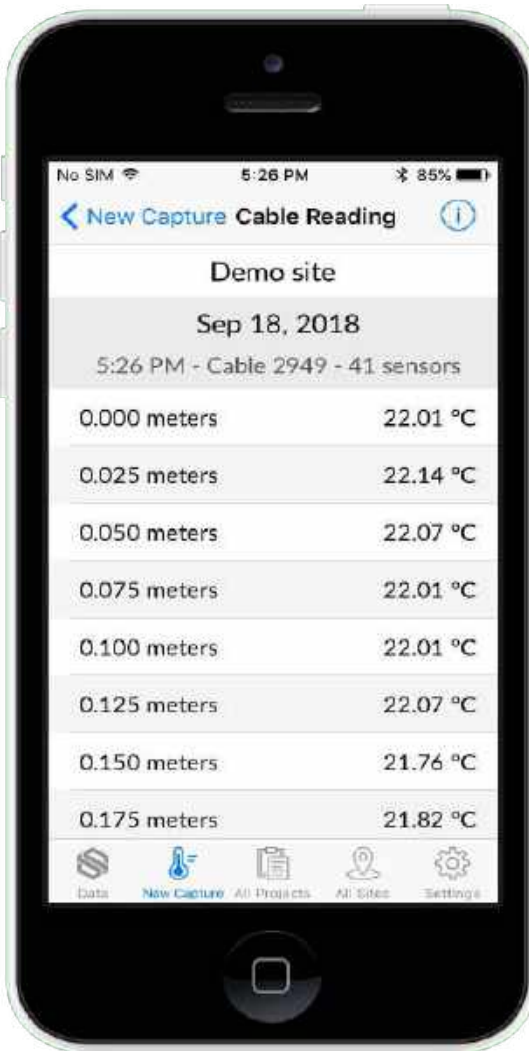 No SIM 5:26 PM 85%
New Capture Cable Reading
Demo site
Sep 18, 2018
5:26 PM - Cable 2949 - 41 sensors
0.000 meters 22.01 °C
0.025 meters 22.14 °C
0.050 meters 22.07 °C
0.075 meters 22.01 °C
0.100 meters 22.01 °C
0.125 meters 22.07 °C
0.150 meters 21.76 °C
0.175 meters 21.82 °C
Data New Capture All Projects All Sites Settings